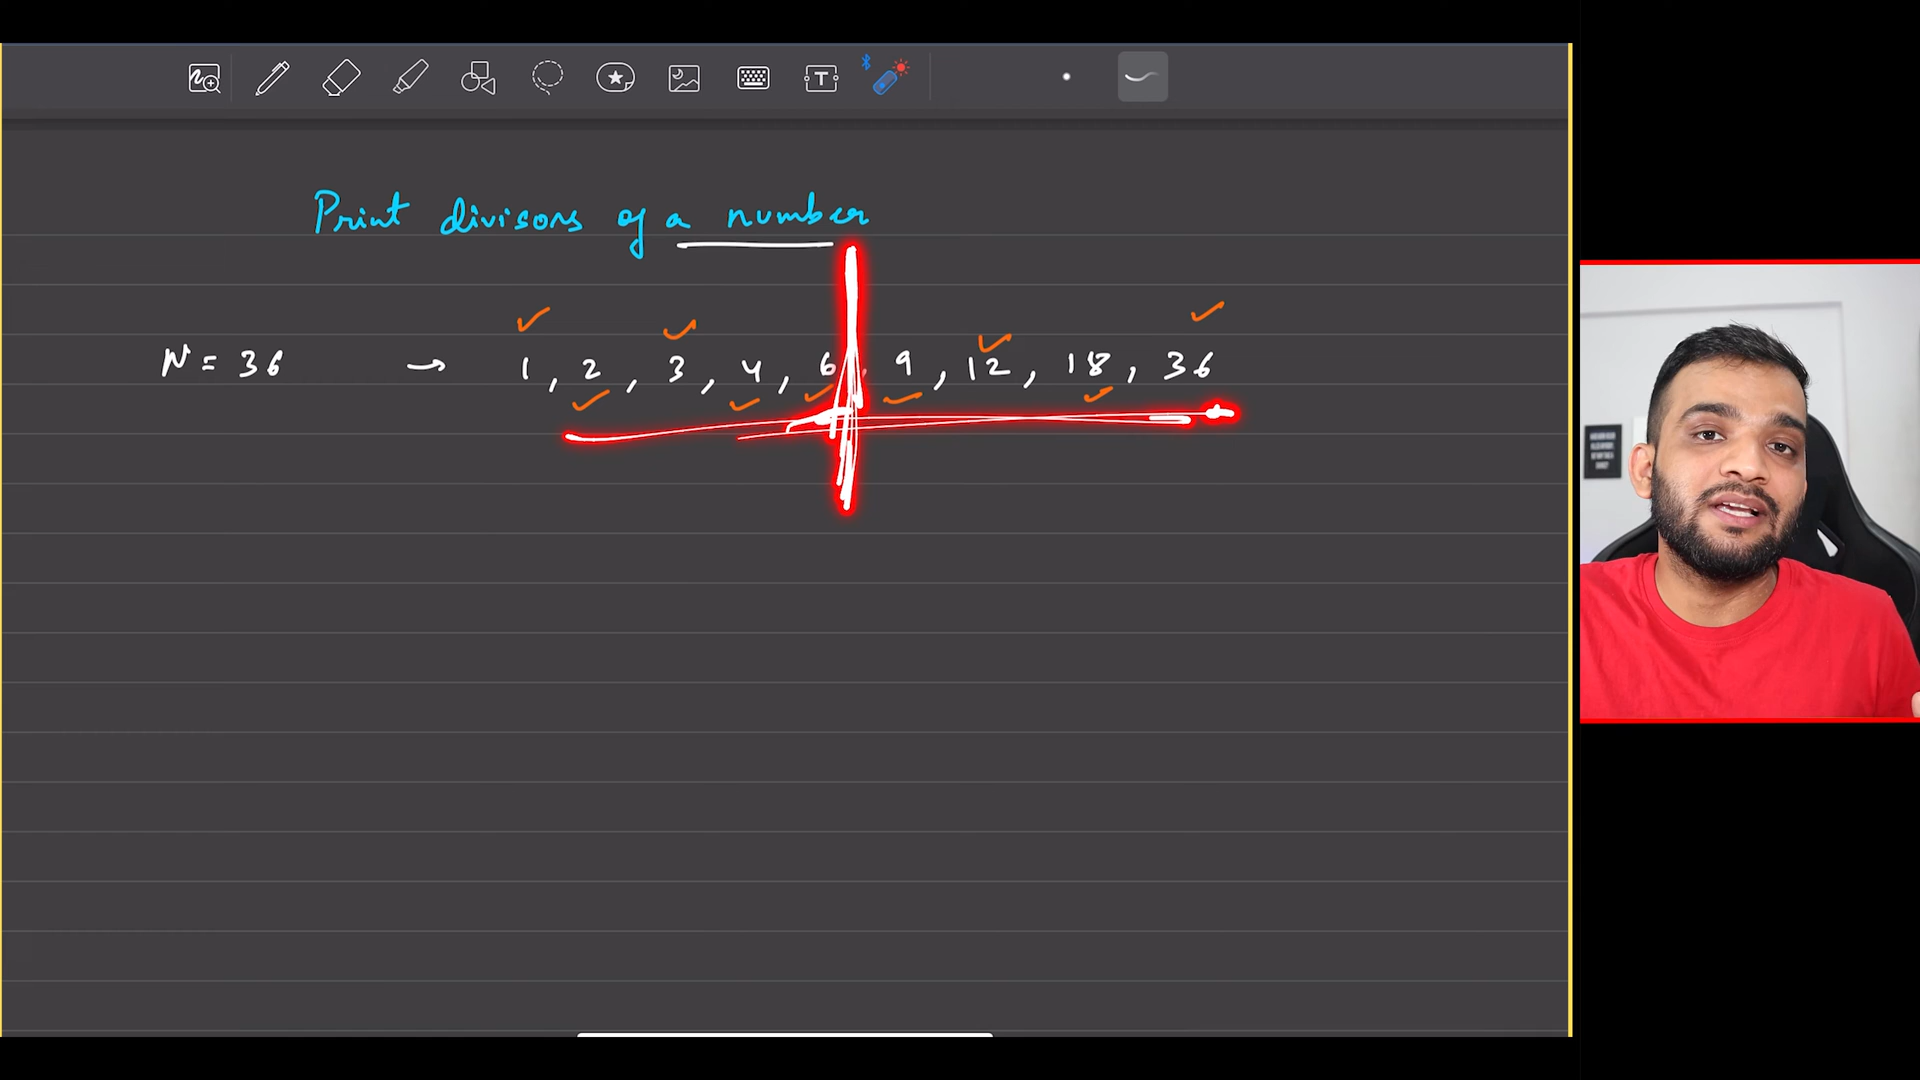 Print divisors of a number
N = 36 → 1, 2, 3, 4, 6, 9, 12, 18, 36